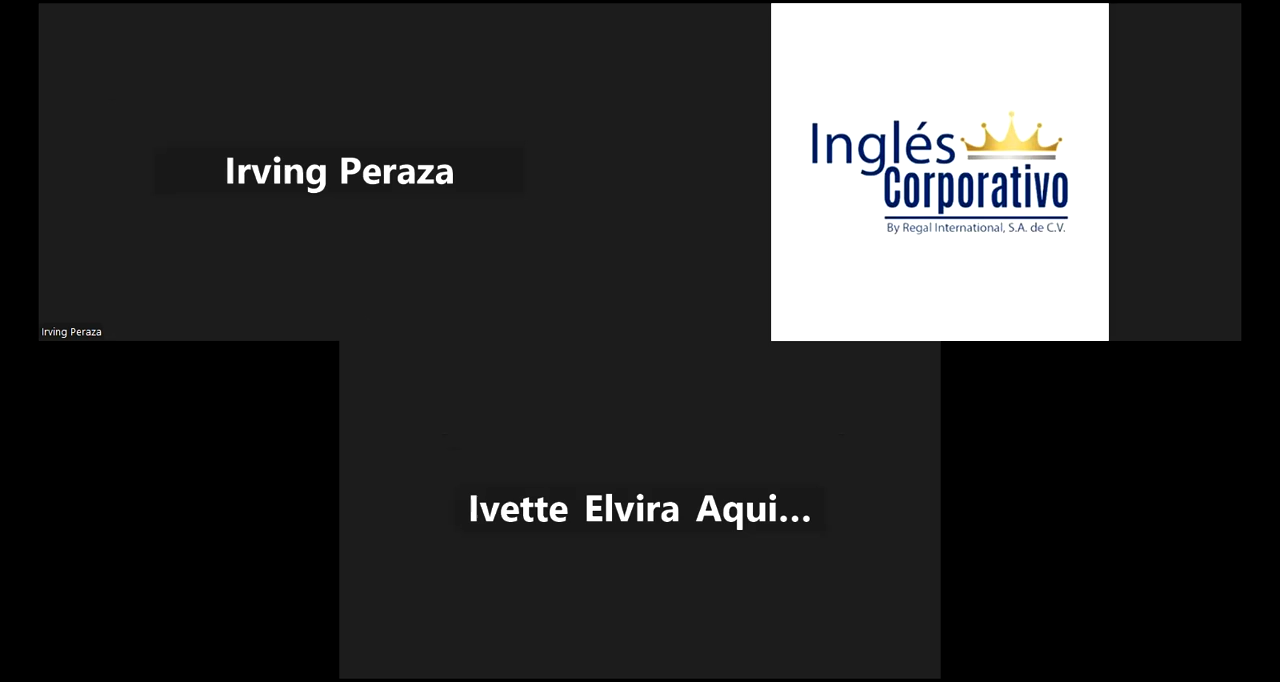 Irving Peraza
Inglés
Corporativo
By Regal International, S.A. de C.V.
Irving Peraza
Ivette Elvira Aqui...